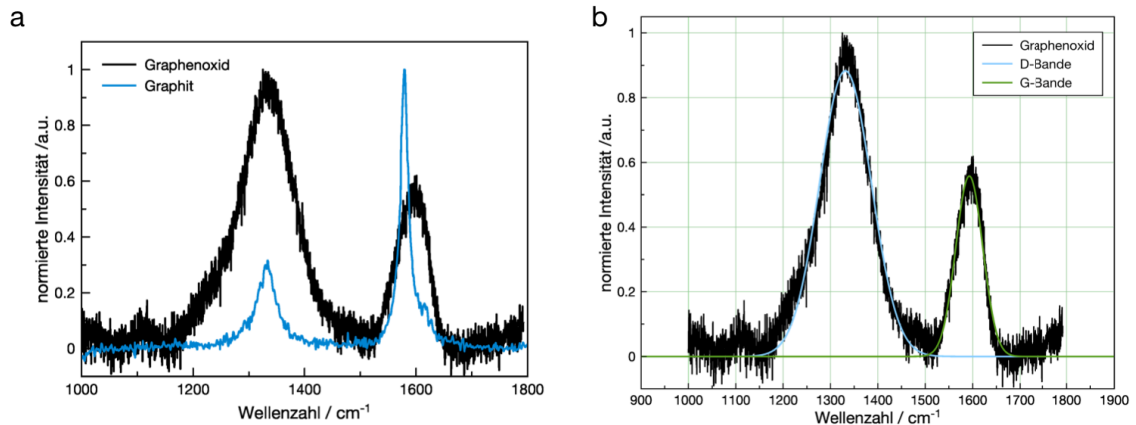 a
Graphenoxid
Graphit
normierte Intensität /a.u.
1
0.8
0.6
0.4
0.2
0
1000 1200 1400 1600 1800
Wellenzahl / cm⁻¹
b
Graphenoxid
D-Bande
G-Bande
normierte Intensität /a.u.
1
0.8
0.6
0.4
0.2
0
900 1000 1100 1200 1300 1400 1500 1600 1700 1800 1900
Wellenzahl / cm⁻¹